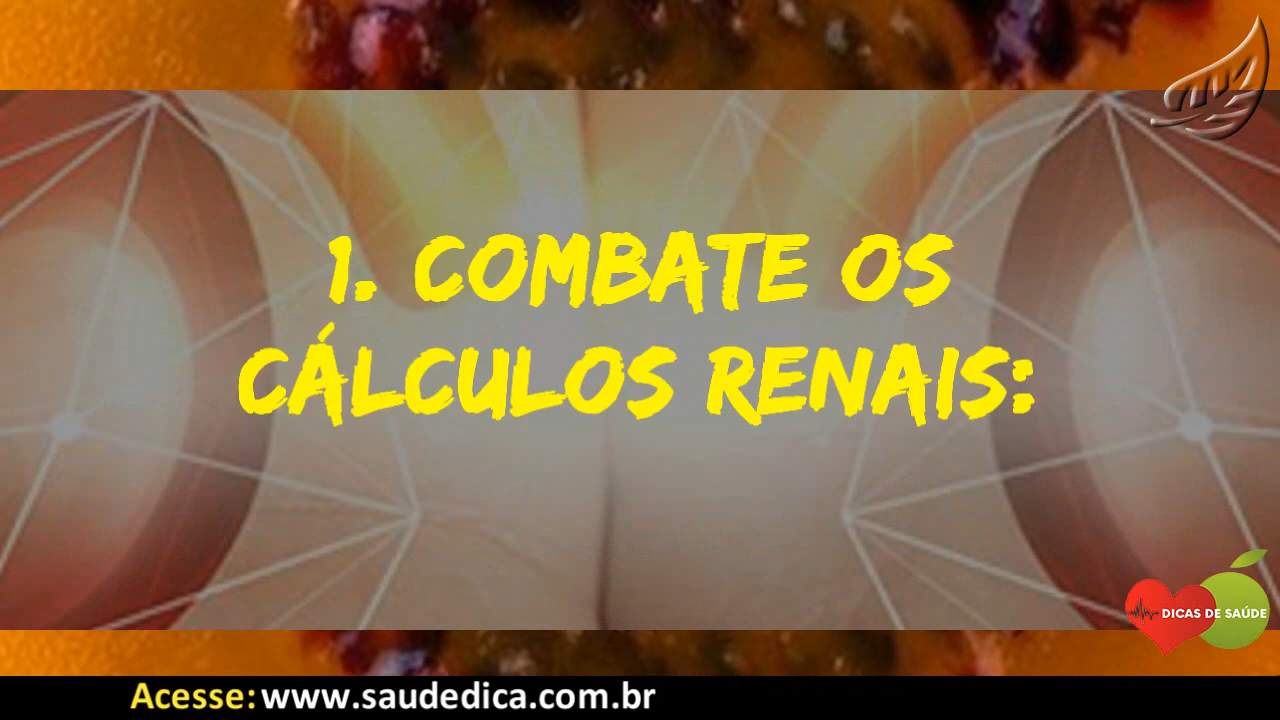 1. COMBATE OS
CÁLCULOS RENAIS:
DICAS DE SAÚDE
Acesse: www.saudedica.com.br